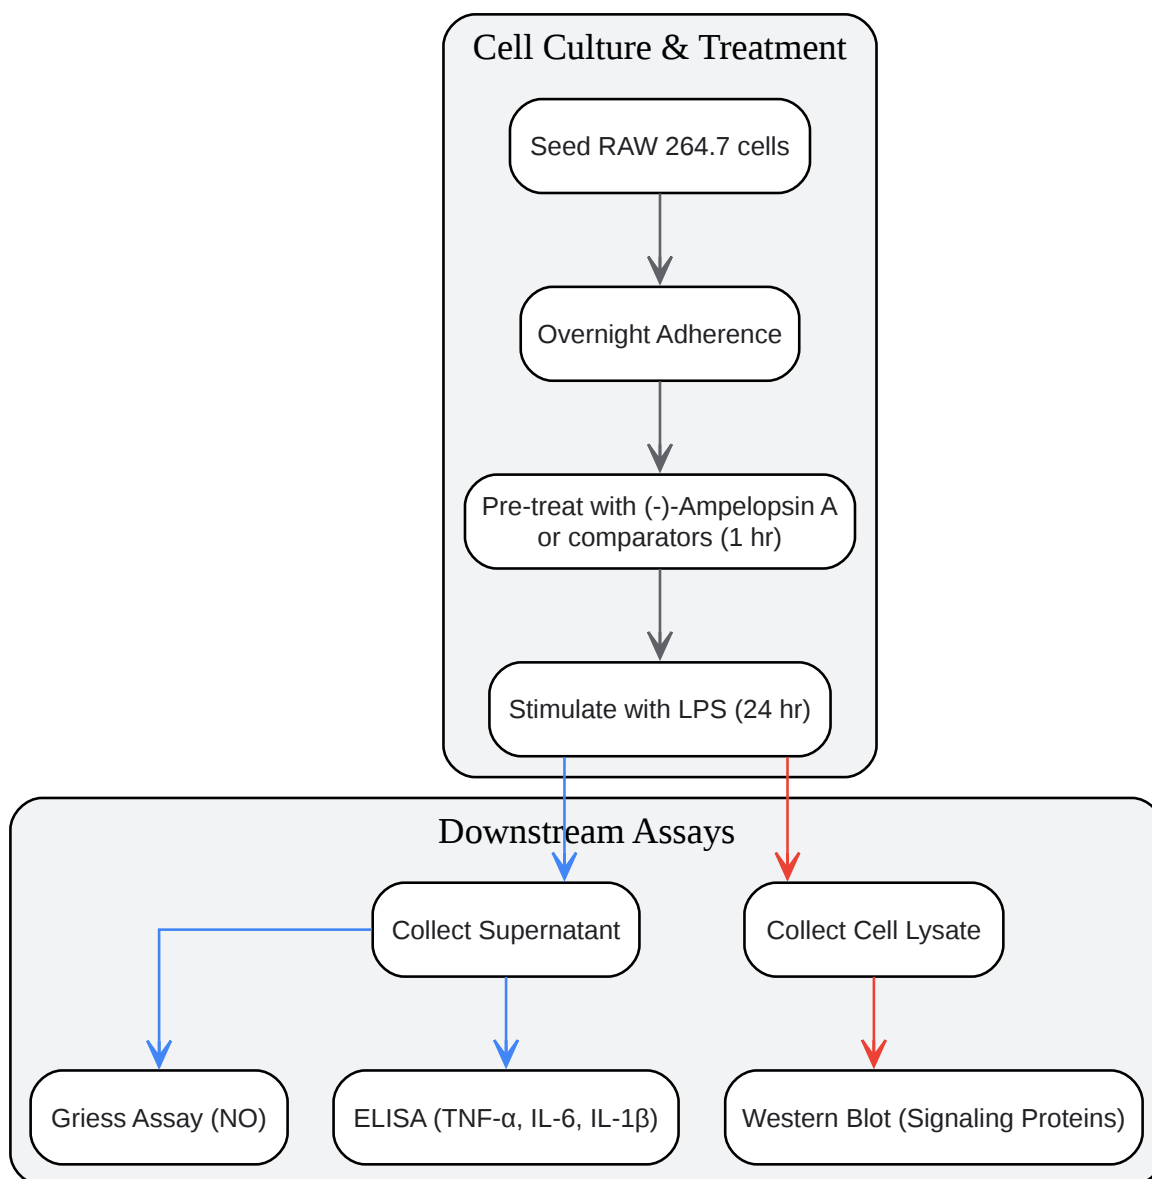 Cell Culture & Treatment
Seed RAW 264.7 cells
Overnight Adherence
Pre-treat with (-)-Ampelopsin A
or comparators (1 hr)
Stimulate with LPS (24 hr)
Downstream Assays
Collect Supernatant
Collect Cell Lysate
Griess Assay (NO)
ELISA (TNF-α, IL-6, IL-1β)
Western Blot (Signaling Proteins)